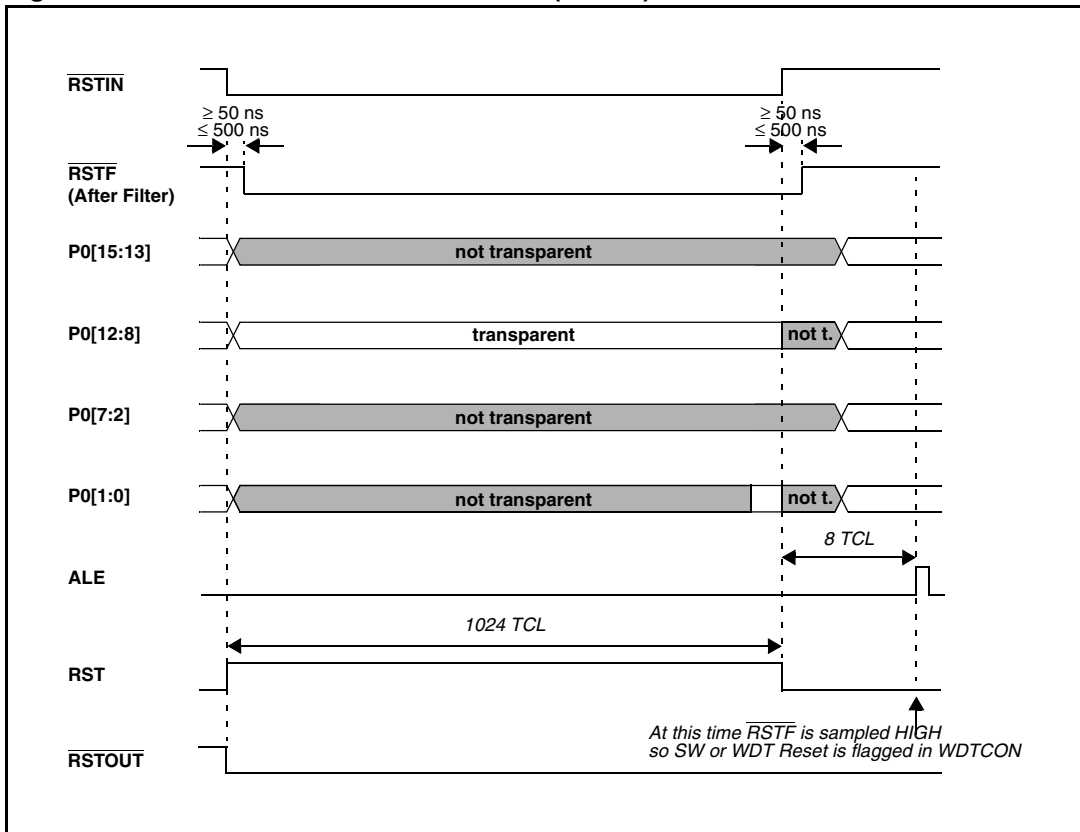 RSTIN
≥ 50 ns
≤ 500 ns
≥ 50 ns
≤ 500 ns
RSTF
(After Filter)
P0[15:13]
not transparent
P0[12:8]
transparent
not t.
P0[7:2]
not transparent
P0[1:0]
not transparent
not t.
8 TCL
ALE
1024 TCL
RST
At this time RSTF is sampled HIGH
so SW or WDT Reset is flagged in WDTCON
RSTOUT